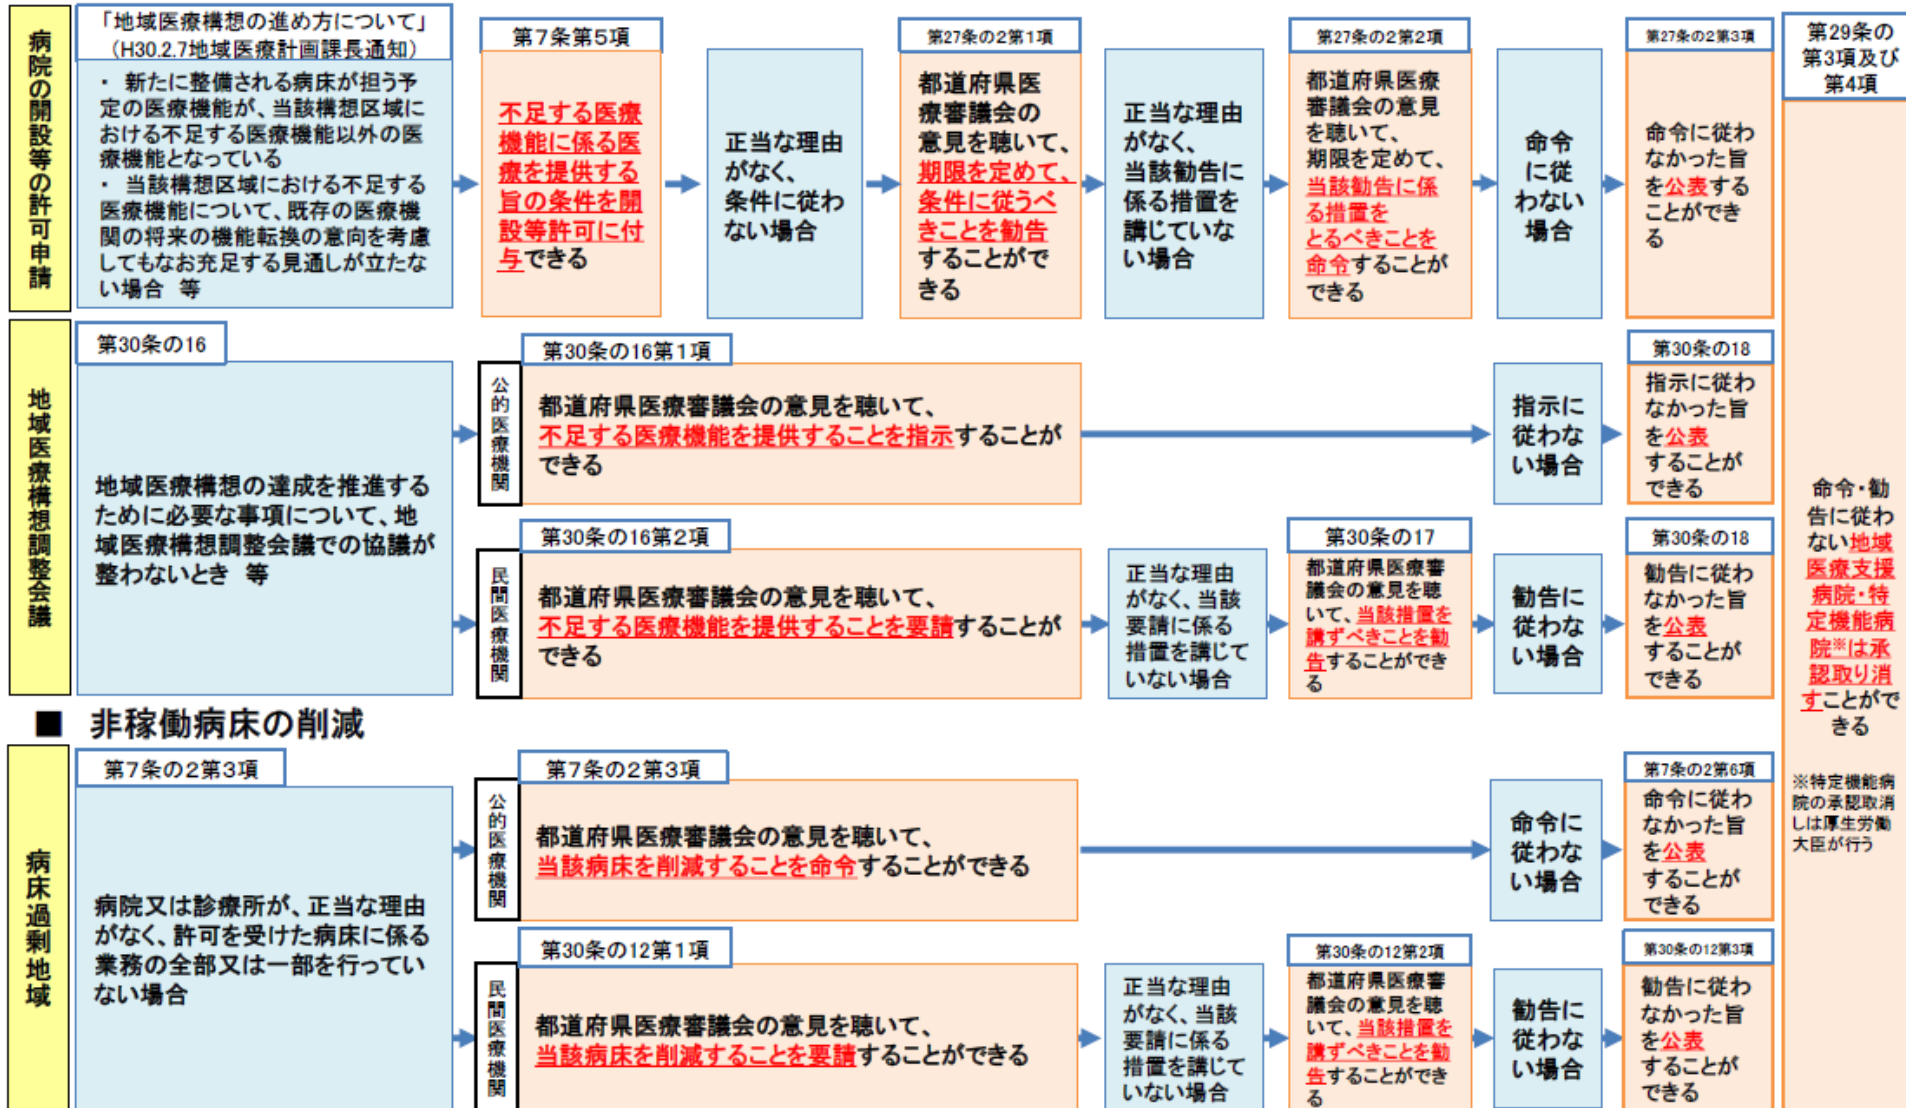 病院の開設等の許可申請
「地域医療構想の進め方について」
（H30.2.7地域医療計画課長通知）
・ 新たに整備される病床が担う予
定の医療機能が、当該構想区域に
おける不足する医療機能以外の医
療機能となっている
・ 当該構想区域における不足する
医療機能について、既存の医療機
関の将来の機能転換の意向を考慮
してもなお充足する見通しが立たな
い場合 等
第7条第5項
不足する医療
機能に係る医
療を提供する
旨の条件を開
設等許可に付
与できる
正当な理由
がなく、
条件に従わ
ない場合
第27条の2第1項
都道府県医
療審議会の
意見を聴いて、
期限を定めて、
条件に従うべ
きことを勧告
することがで
きる
正当な理由
がなく、
当該勧告に
係る措置を
講じていな
い場合
第27条の2第2項
都道府県医療
審議会の意見
を聴いて、
期限を定めて、
当該勧告に係
る措置を
とるべきことを
命令することが
できる
命令
に従
わない
場合
第27条の2第3項
命令に従わ
なかった旨
を公表する
ことができ
る
第29条の
第3項及び
第4項
命令・勧
告に従わ
ない地域
医療支援
病院・特
定機能病
院※は承
認取り消
すことがで
きる
※特定機能病
院の承認取消
しは厚生労働
大臣が行う
地域医療構想調整会議
第30条の16
地域医療構想の達成を推進する
ために必要な事項について、地
域医療構想調整会議での協議が
整わないとき 等
公的医療機関
第30条の16第1項
都道府県医療審議会の意見を聴いて、
不足する医療機能を提供することを指示することが
できる
指示に
従わな
い場合
第30条の18
指示に従わ
なかった旨
を公表
することが
できる
民間医療機関
第30条の16第2項
都道府県医療審議会の意見を聴いて、
不足する医療機能を提供することを要請することが
できる
正当な理由
がなく、当該
要請に係る
措置を講じて
いない場合
第30条の17
都道府県医療審
議会の意見を聴
いて、当該措置を
講ずべきことを勧
告することができ
る
勧告に
従わな
い場合
第30条の18
勧告に従わ
なかった旨
を公表
することが
できる
■ 非稼働病床の削減
病床過剰地域
第7条の2第3項
病院又は診療所が、正当な理由
がなく、許可を受けた病床に係る
業務の全部又は一部を行ってい
ない場合
公的医療機関
第7条の2第3項
都道府県医療審議会の意見を聴いて、
当該病床を削減することを命令することができる
命令に
従わな
い場合
第7条の2第6項
命令に従わ
なかった旨
を公表
することが
できる
民間医療機関
第30条の12第1項
都道府県医療審議会の意見を聴いて、
当該病床を削減することを要請することができる
正当な理由
がなく、当該
要請に係る
措置を講じて
いない場合
第30条の12第2項
都道府県医療審
議会の意見を聴
いて、当該措置を
講ずべきことを勧
告することができ
る
勧告に
従わな
い場合
第30条の12第3項
勧告に従わ
なかった旨
を公表
することが
できる